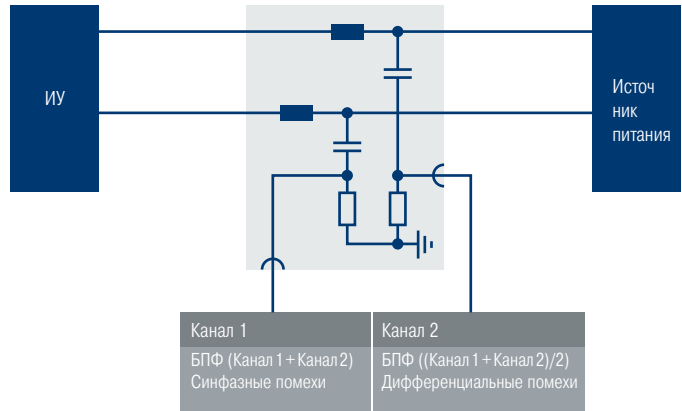 ИУ
Источ
ник
питания
Канал 1
БПФ (Канал 1+Канал 2)
Синфазные помехи
Канал 2
БПФ ((Канал 1+Канал 2)/2)
Дифференциальные помехи